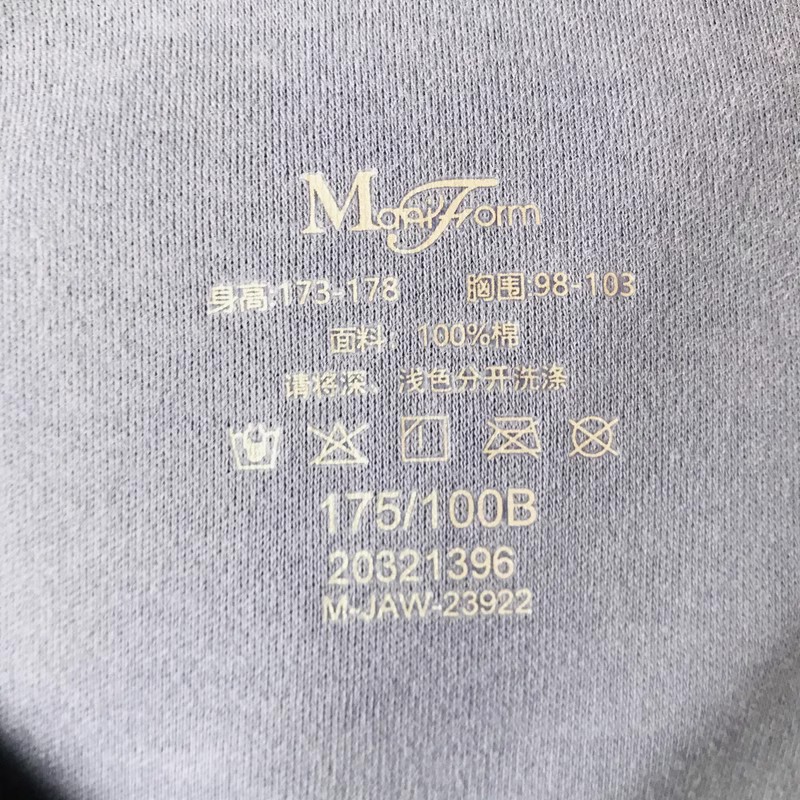 ManiForm
身高:173-178 胸围:98-103
面料：100%棉
请将深、浅色分开洗涤
175/100B
20321396
M-JAW-23922